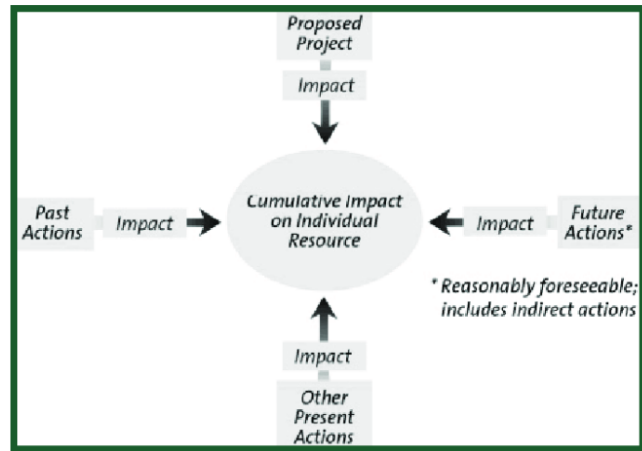 Proposed
Project
Impact
Cumulative Impact
on Individual
Resource
Past
Actions
Impact
Impact
Future
Actions*
* Reasonably foreseeable;
includes indirect actions
Impact
Other
Present
Actions